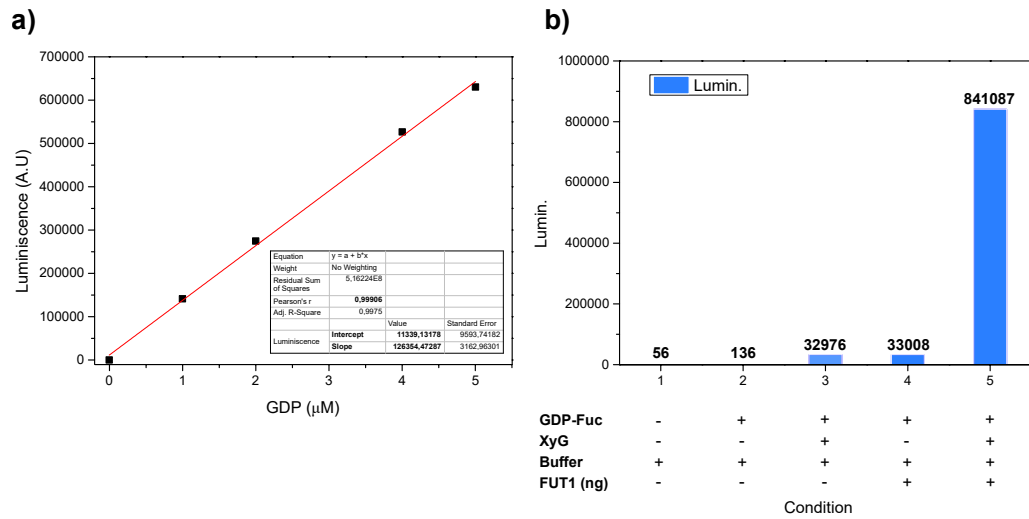 a)
Luminiscence (A.U)
700000
600000
500000
400000
300000
200000
100000
0
0 1 2 3 4 5
GDP (μM)
Equation y = a + b*x
Weight No Weighting
Residual Sum of Squares 5,16224E8
Pearson's r 0,99906
Adj. R-Square 0,9975
Value Standard Error
Luminiscence Intercept 11339,13178 9593,74182
Slope 126354,47287 3162,96301
b)
Lumin.
1000000
800000
600000
400000
200000
0
Lumin.
56 136 32976 33008 841087
1 2 3 4 5
GDP-Fuc - + + + +
XyG - - + - +
Buffer + + + + +
FUT1 (ng) - - - + +
Condition